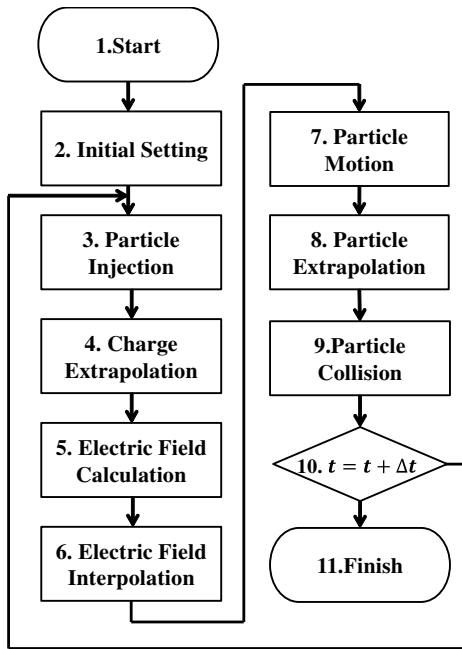 1.Start
2. Initial Setting
3. Particle
Injection
4. Charge
Extrapolation
5. Electric Field
Calculation
6. Electric Field
Interpolation
7. Particle
Motion
8. Particle
Extrapolation
9.Particle
Collision
10. t = t + Δt
11.Finish